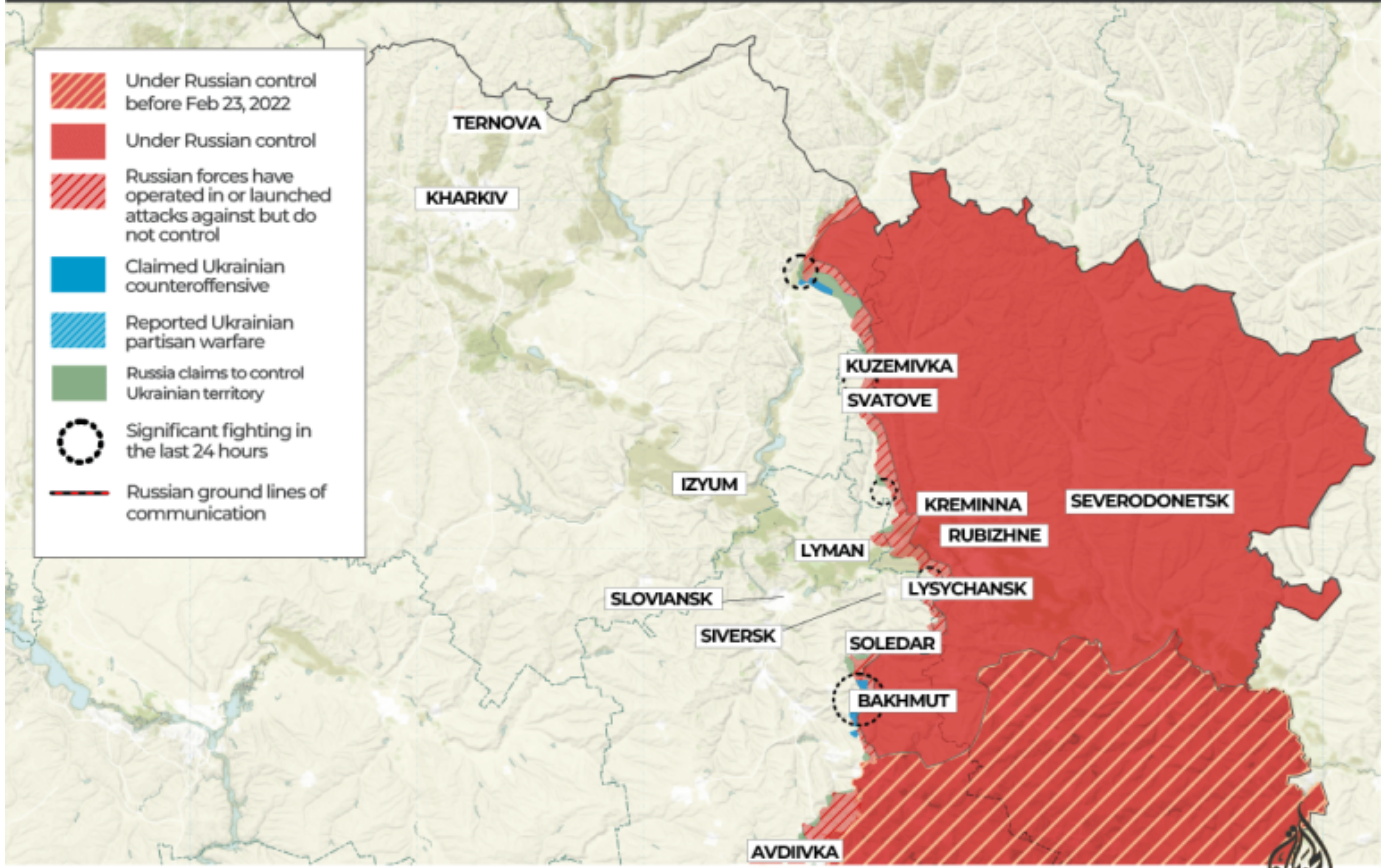 Under Russian control
before Feb 23, 2022
Under Russian control
Russian forces have
operated in or launched
attacks against but do
not control
Claimed Ukrainian
counteroffensive
Reported Ukrainian
partisan warfare
Russia claims to control
Ukrainian territory
Significant fighting in
the last 24 hours
Russian ground lines of
communication
TERNOVA
KHARKIV
KUZEMIVKA
SVATOVE
IZYUM
KREMINNA
SEVERODONETSK
RUBIZHNE
LYMAN
LYSYCHANSK
SLOVIANSK
SIVERSK
SOLEDAR
BAKHMUT
AVDIIVKA